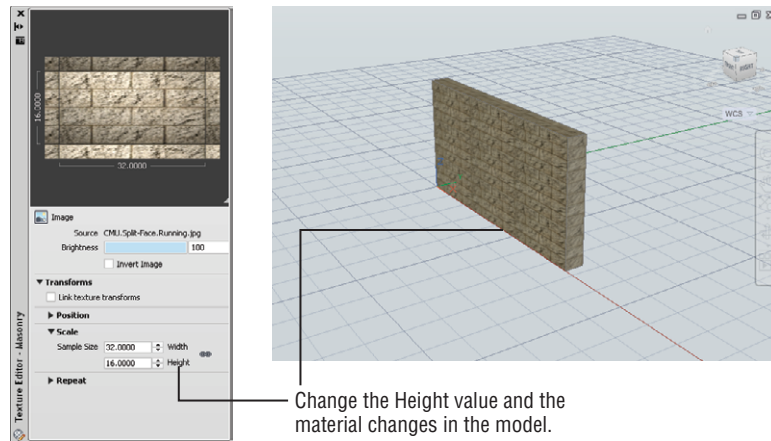 16.0000
32.0000
Image
Source CMU.Split-Face.Running.jpg
Brightness 100
Invert Image
Transforms
Link texture transforms
Position
Scale
Sample Size 32.0000 Width
16.0000 Height
Repeat
Texture Editor - Masonry
RIGHT
WCS
Change the Height value and the
material changes in the model.